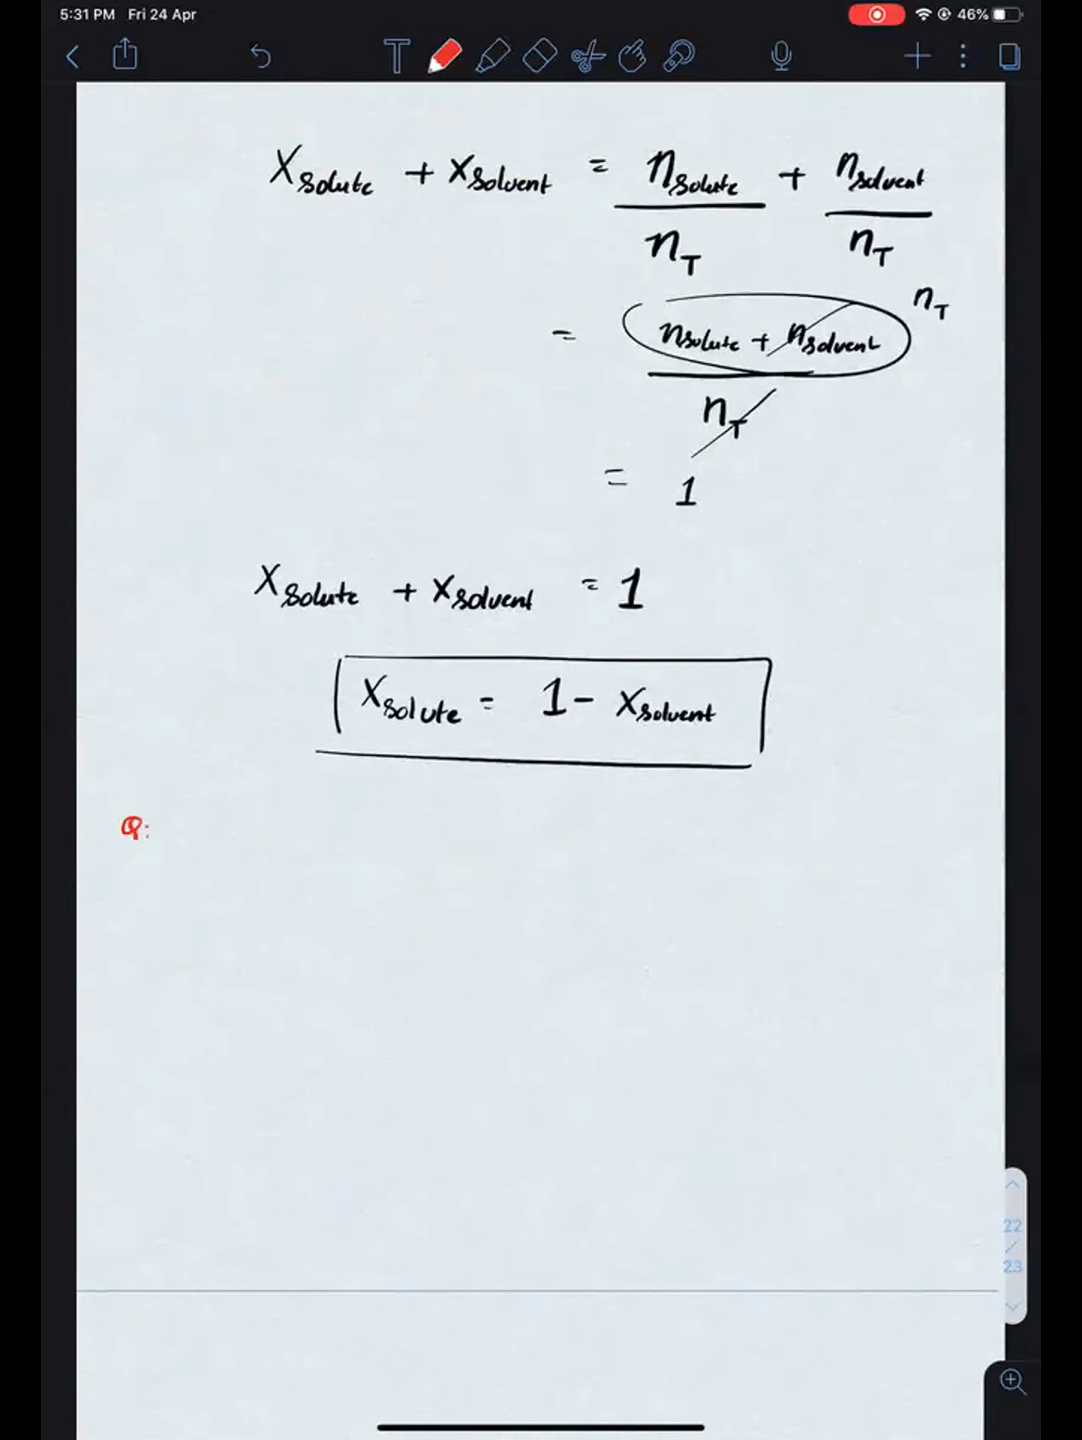 5:31 PM Fri 24 Apr 46%
T
X solute + X solvent = n solute / n T + n solvent / n T
n T
= n solute + n solvent / n T
= 1
X solute + X solvent = 1
X solute = 1 - X solvent
Q:
22
/
23